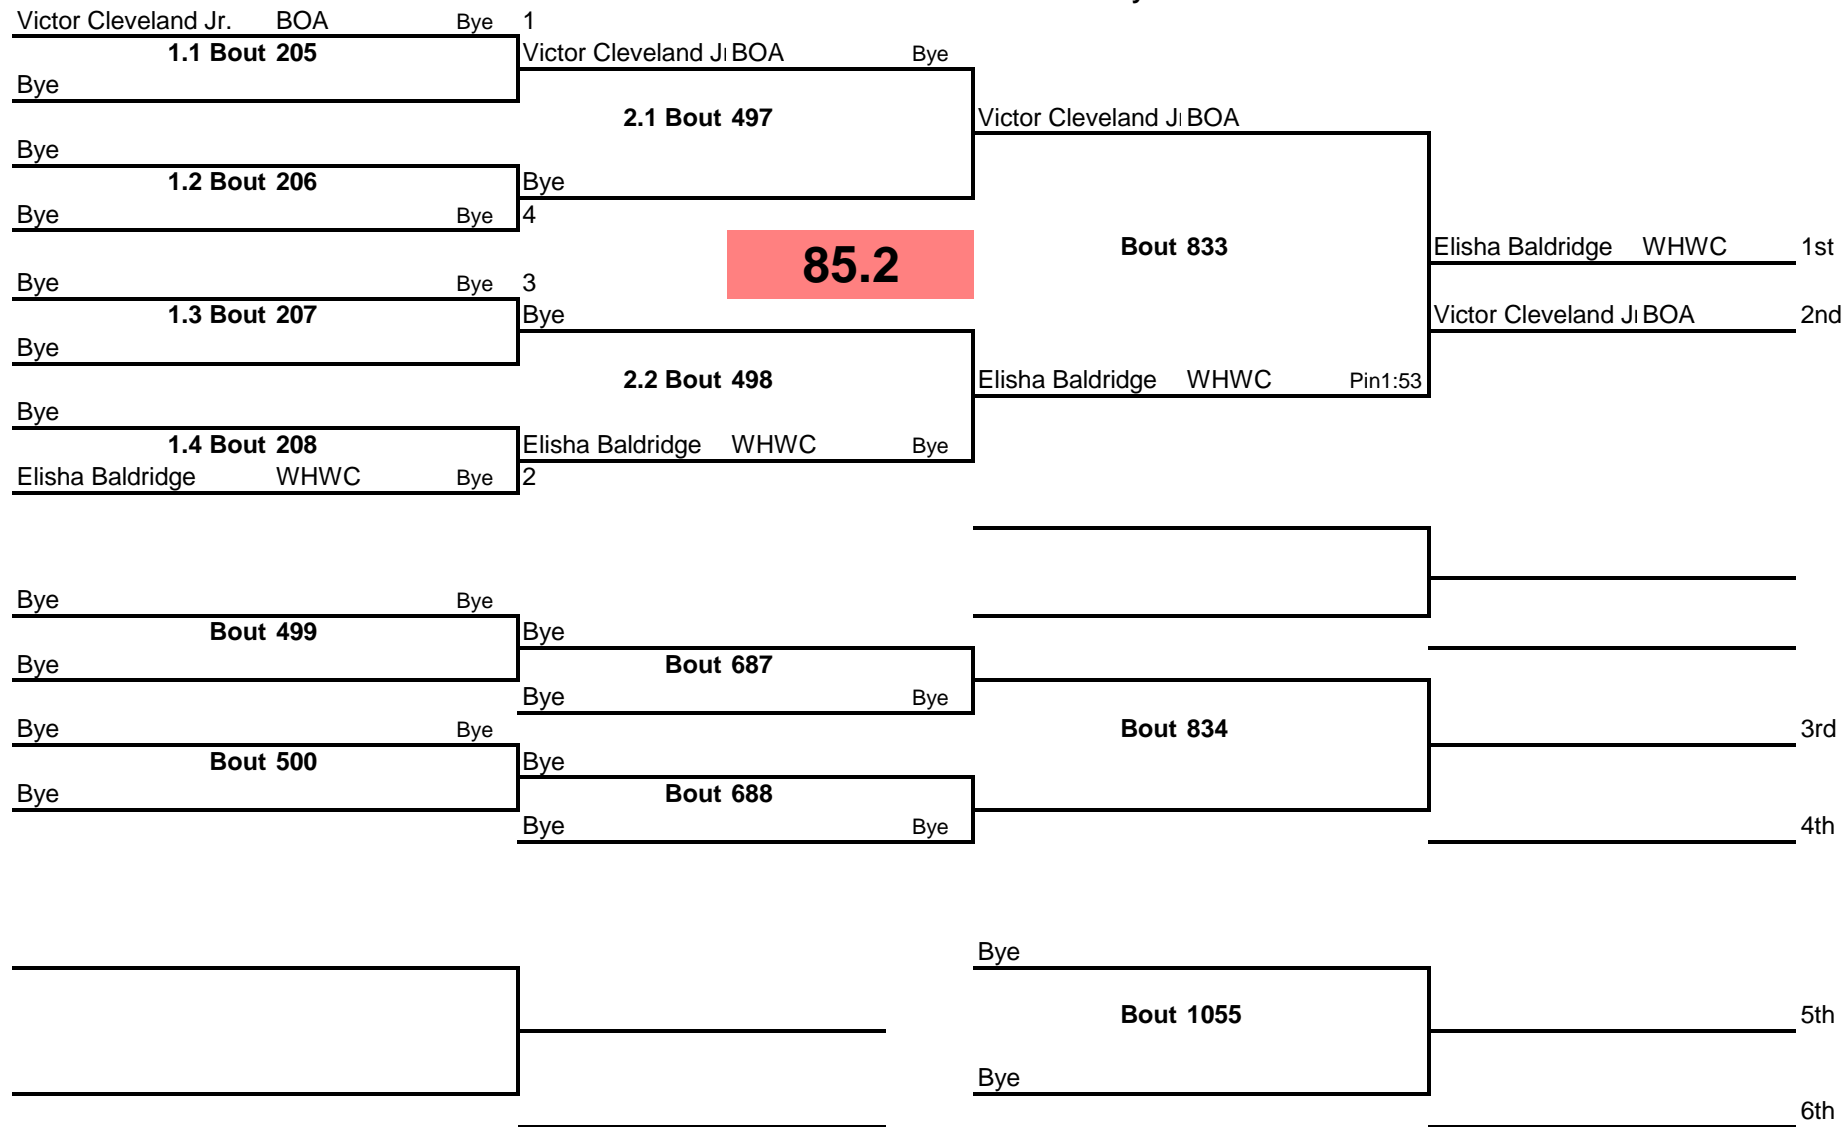 Victor Cleveland Jr. BOA Bye 1
1.1 Bout 205
Bye
Victor Cleveland J BOA Bye
2.1 Bout 497
Bye
1.2 Bout 206
Bye Bye 4
Bye
Victor Cleveland J BOA
85.2
Bout 833
Bye Bye 3
1.3 Bout 207
Bye
Bye
2.2 Bout 498
Bye
1.4 Bout 208
Elisha Baldridge WHWC Bye 2
Elisha Baldridge WHWC Bye
Elisha Baldridge WHWC Pin1:53
Elisha Baldridge WHWC 1st
Victor Cleveland J BOA 2nd
Bye Bye
Bout 499
Bye
Bye
Bout 687
Bye Bye
Bye Bye
Bout 500
Bye
Bye
Bout 688
Bye Bye
Bout 834
3rd
4th
Bye
Bout 1055
Bye
5th
6th